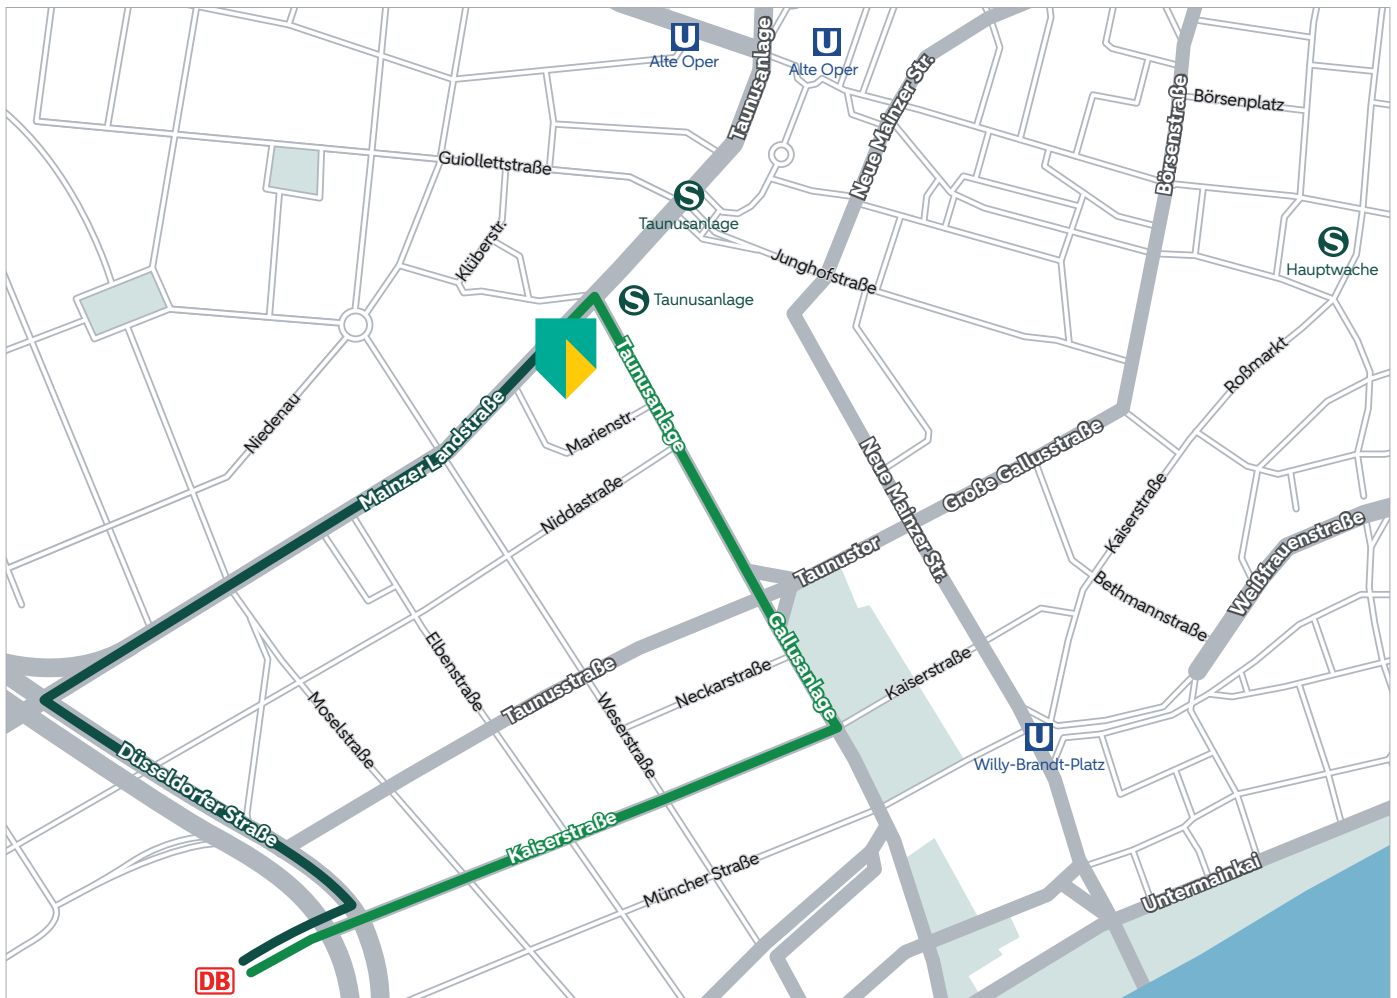 U
Alte Oper
U
Alte Oper
Taunusanlage
Neue Mainzer Str.
Börsenstraße
Börsenplatz
Guiollettstraße
S
Taunusanlage
Klüberstr.
Junghofstraße
S
Hauptwache
S
Taunusanlage
Taunusanlage
Roßmarkt
Niedenau
Mainzer Landstraße
Marienstr.
Niddastraße
Neue Mainzer Str.
Große Gallusstraße
Kaiserstraße
Weißfrauenstraße
Taunustor
Bethmannstraße
Gallusanlage
Elbenstraße
Taunusstraße
Neckarstraße
Kaiserstraße
Weserstraße
Moselstraße
Düsseldorfer Straße
U
Willy-Brandt-Platz
Kaiserstraße
Müncher Straße
Untermainkai
DB